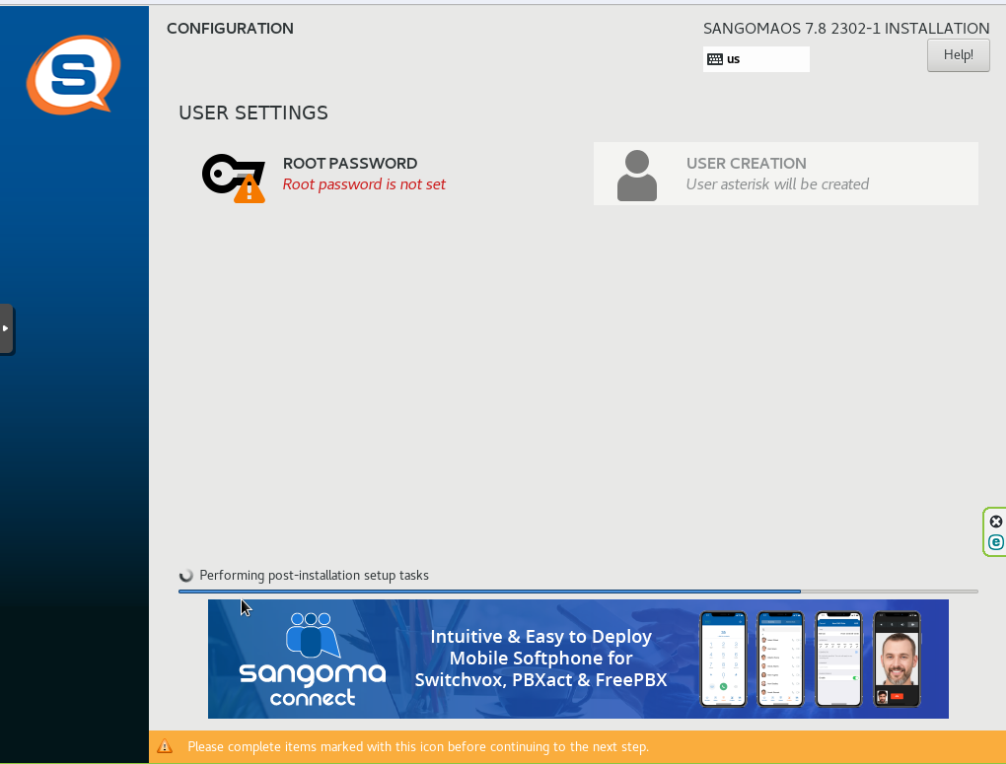 CONFIGURATION
SANGOMAOS 7.8 2302-1 INSTALLATION
us
Help!
USER SETTINGS
ROOT PASSWORD
Root password is not set
USER CREATION
User asterisk will be created
Performing post-installation setup tasks
sangoma
connect
Intuitive & Easy to Deploy
Mobile Softphone for
Switchvox, PBXact & FreePBX
Please complete items marked with this icon before continuing to the next step.